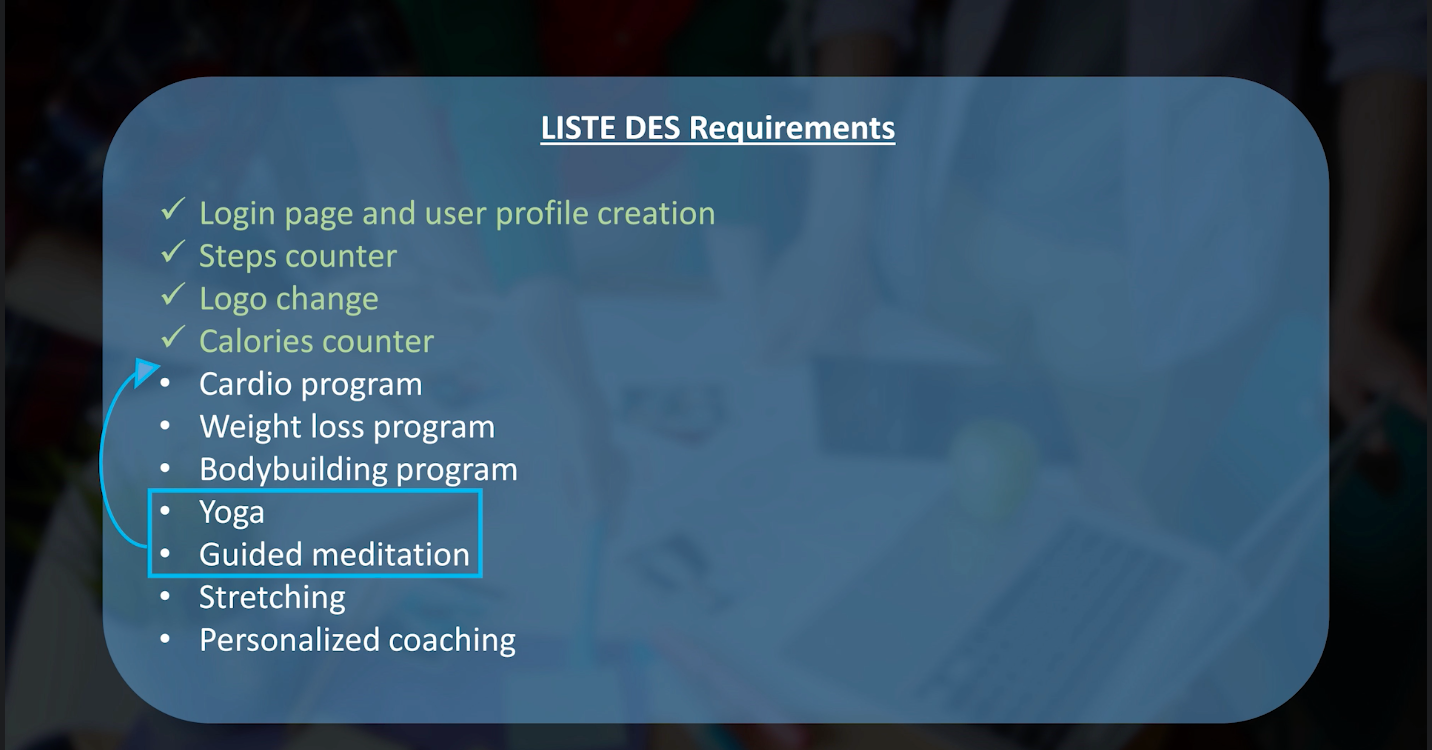 LISTE DES Requirements
✓ Login page and user profile creation
✓ Steps counter
✓ Logo change
✓ Calories counter
• Cardio program
• Weight loss program
• Bodybuilding program
• Yoga
• Guided meditation
• Stretching
• Personalized coaching